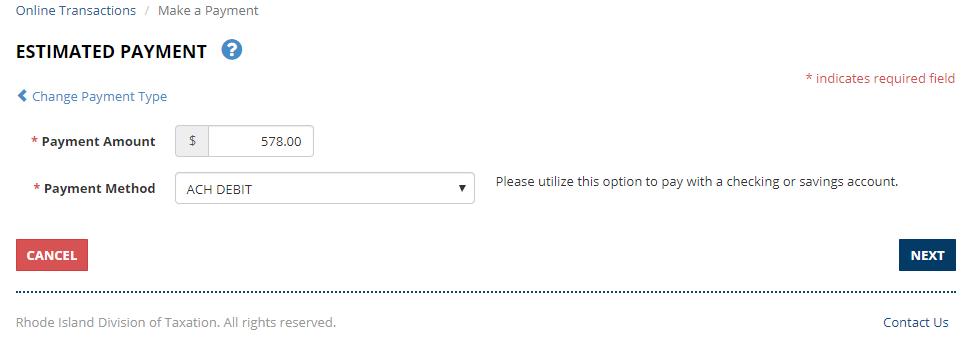 Online Transactions / Make a Payment
ESTIMATED PAYMENT ?
* indicates required field
Change Payment Type
* Payment Amount $ 578.00
* Payment Method ACH DEBIT Please utilize this option to pay with a checking or savings account.
CANCEL NEXT
Rhode Island Division of Taxation. All rights reserved. Contact Us